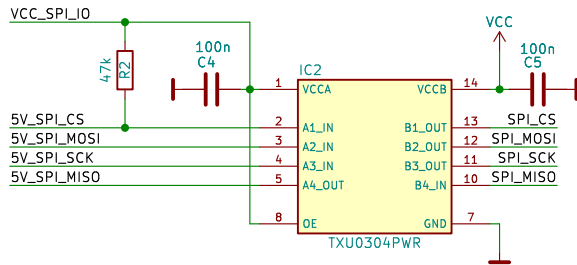 VCC_SPI_IO
VCC
100n
C4
100n
C5
47k
R2
IC2
1 VCCA VCCB 14
5V_SPI_CS 2 A1_IN B1_OUT 13 SPI_CS
5V_SPI_MOSI 3 A2_IN B2_OUT 12 SPI_MOSI
5V_SPI_SCK 4 A3_IN B3_OUT 11 SPI_SCK
5V_SPI_MISO 5 A4_OUT B4_IN 10 SPI_MISO
8 OE GND 7
TXU0304PWR